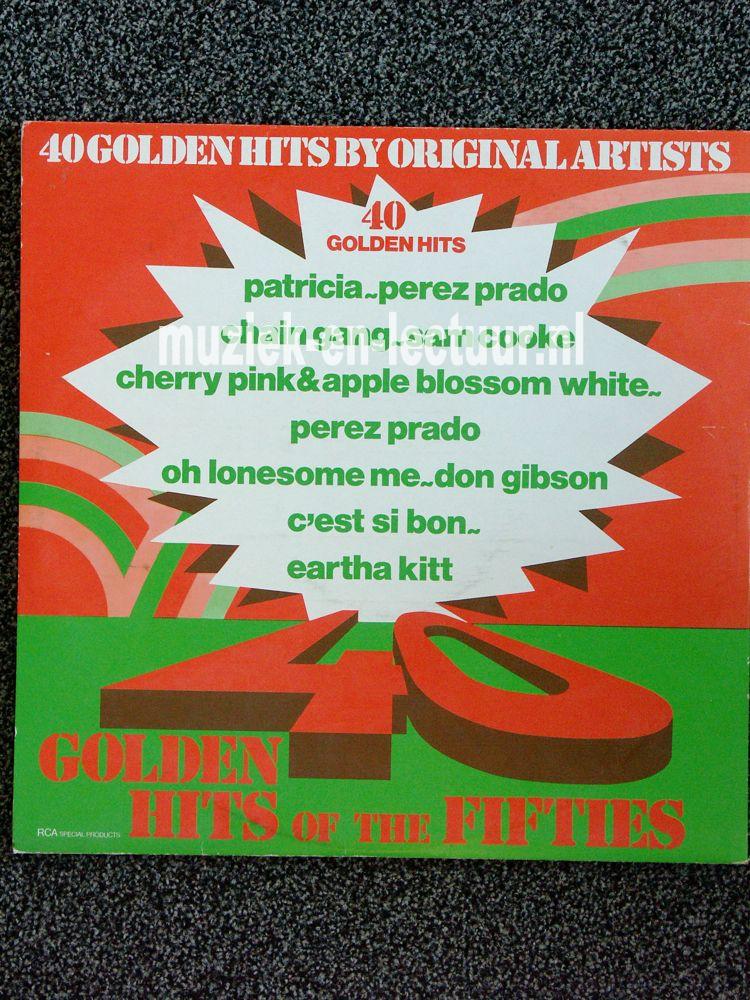 40 GOLDEN HITS BY ORIGINAL ARTISTS
40
GOLDEN HITS
patricia~perez prado
chain gang~sam cooke
muziek-en-leetuur.nl
cherry pink&apple blossom white~
perez prado
oh lonesome me~don gibson
c'est si bon~
eartha kitt
40
GOLDEN
HITS OF THE FIFTIES
RCA SPECIAL PRODUCTS